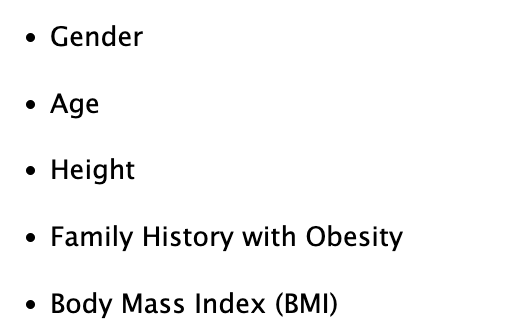 • Gender
• Age
• Height
• Family History with Obesity
• Body Mass Index (BMI)